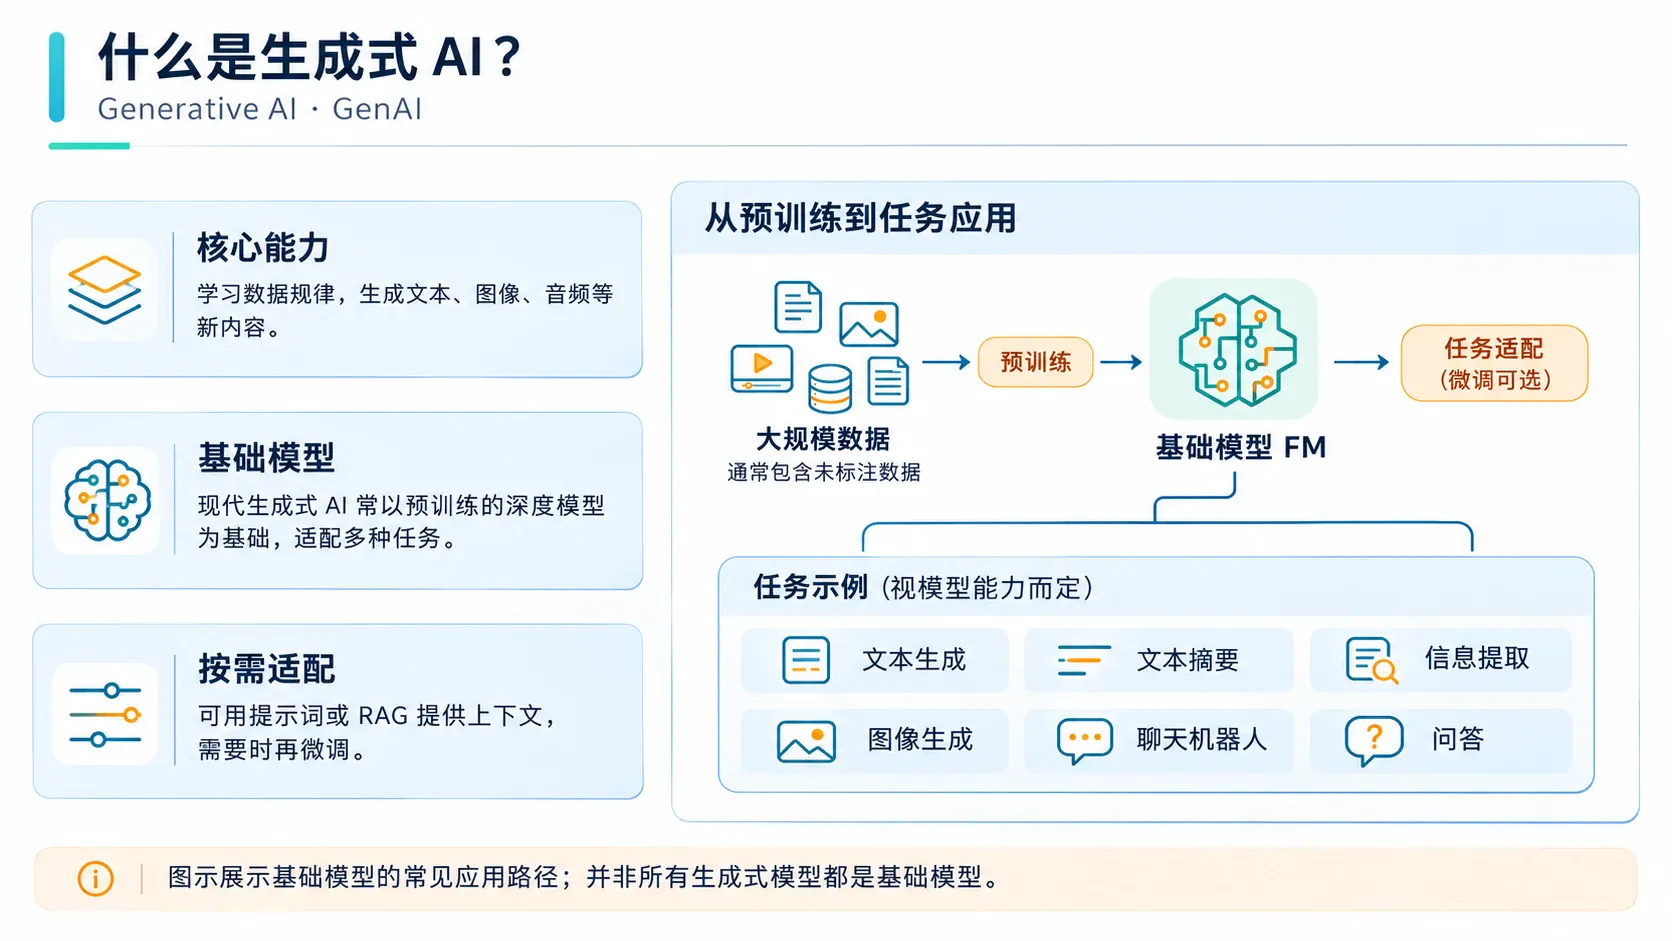 什么是生成式 AI？
Generative AI · GenAI
核心能力
学习数据规律，生成文本、图像、音频等
新内容。
基础模型
现代生成式 AI 常以预训练的深度模型
为基础，适配多种任务。
按需适配
可用提示词或 RAG 提供上下文，
需要时再微调。
从预训练到任务应用
大规模数据
通常包含未标注数据
预训练
基础模型 FM
任务适配
（微调可选）
任务示例（视模型能力而定）
文本生成
文本摘要
信息提取
图像生成
聊天机器人
?
问答
i
图示展示基础模型的常见应用路径；并非所有生成式模型都是基础模型。